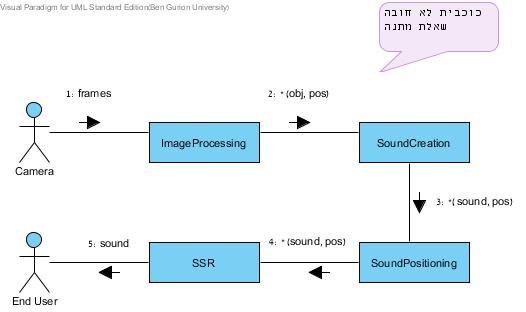 Visual Paradigm for UML Standard Edition(Ben Gurion University)
כוכבית לא חובה
שאלת מתנה
1: frames
2: *(obj, pos)
ImageProcessing
SoundCreation
Camera
3: *(sound, pos)
5: sound
4: *(sound, pos)
SSR
SoundPositioning
End User